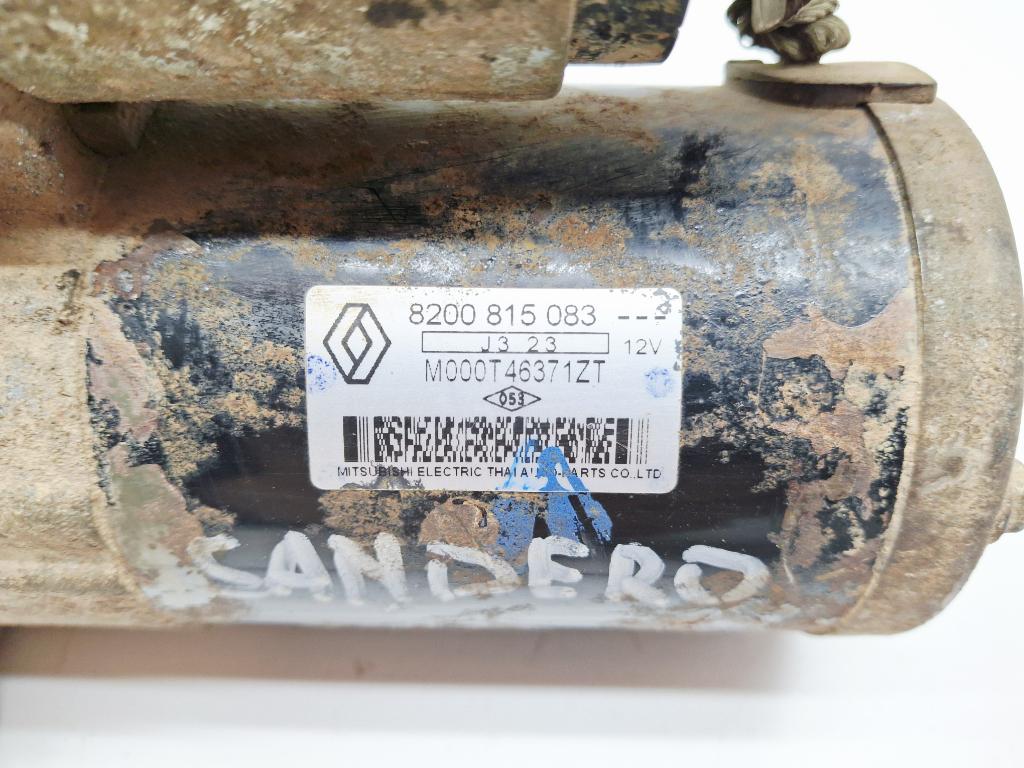 8200 815 083 ---
J3 23 12V
M000T46371ZT
053
MITSUBISHI ELECTRIC THAI AUTO-PARTS CO.,LTD
SANDERO